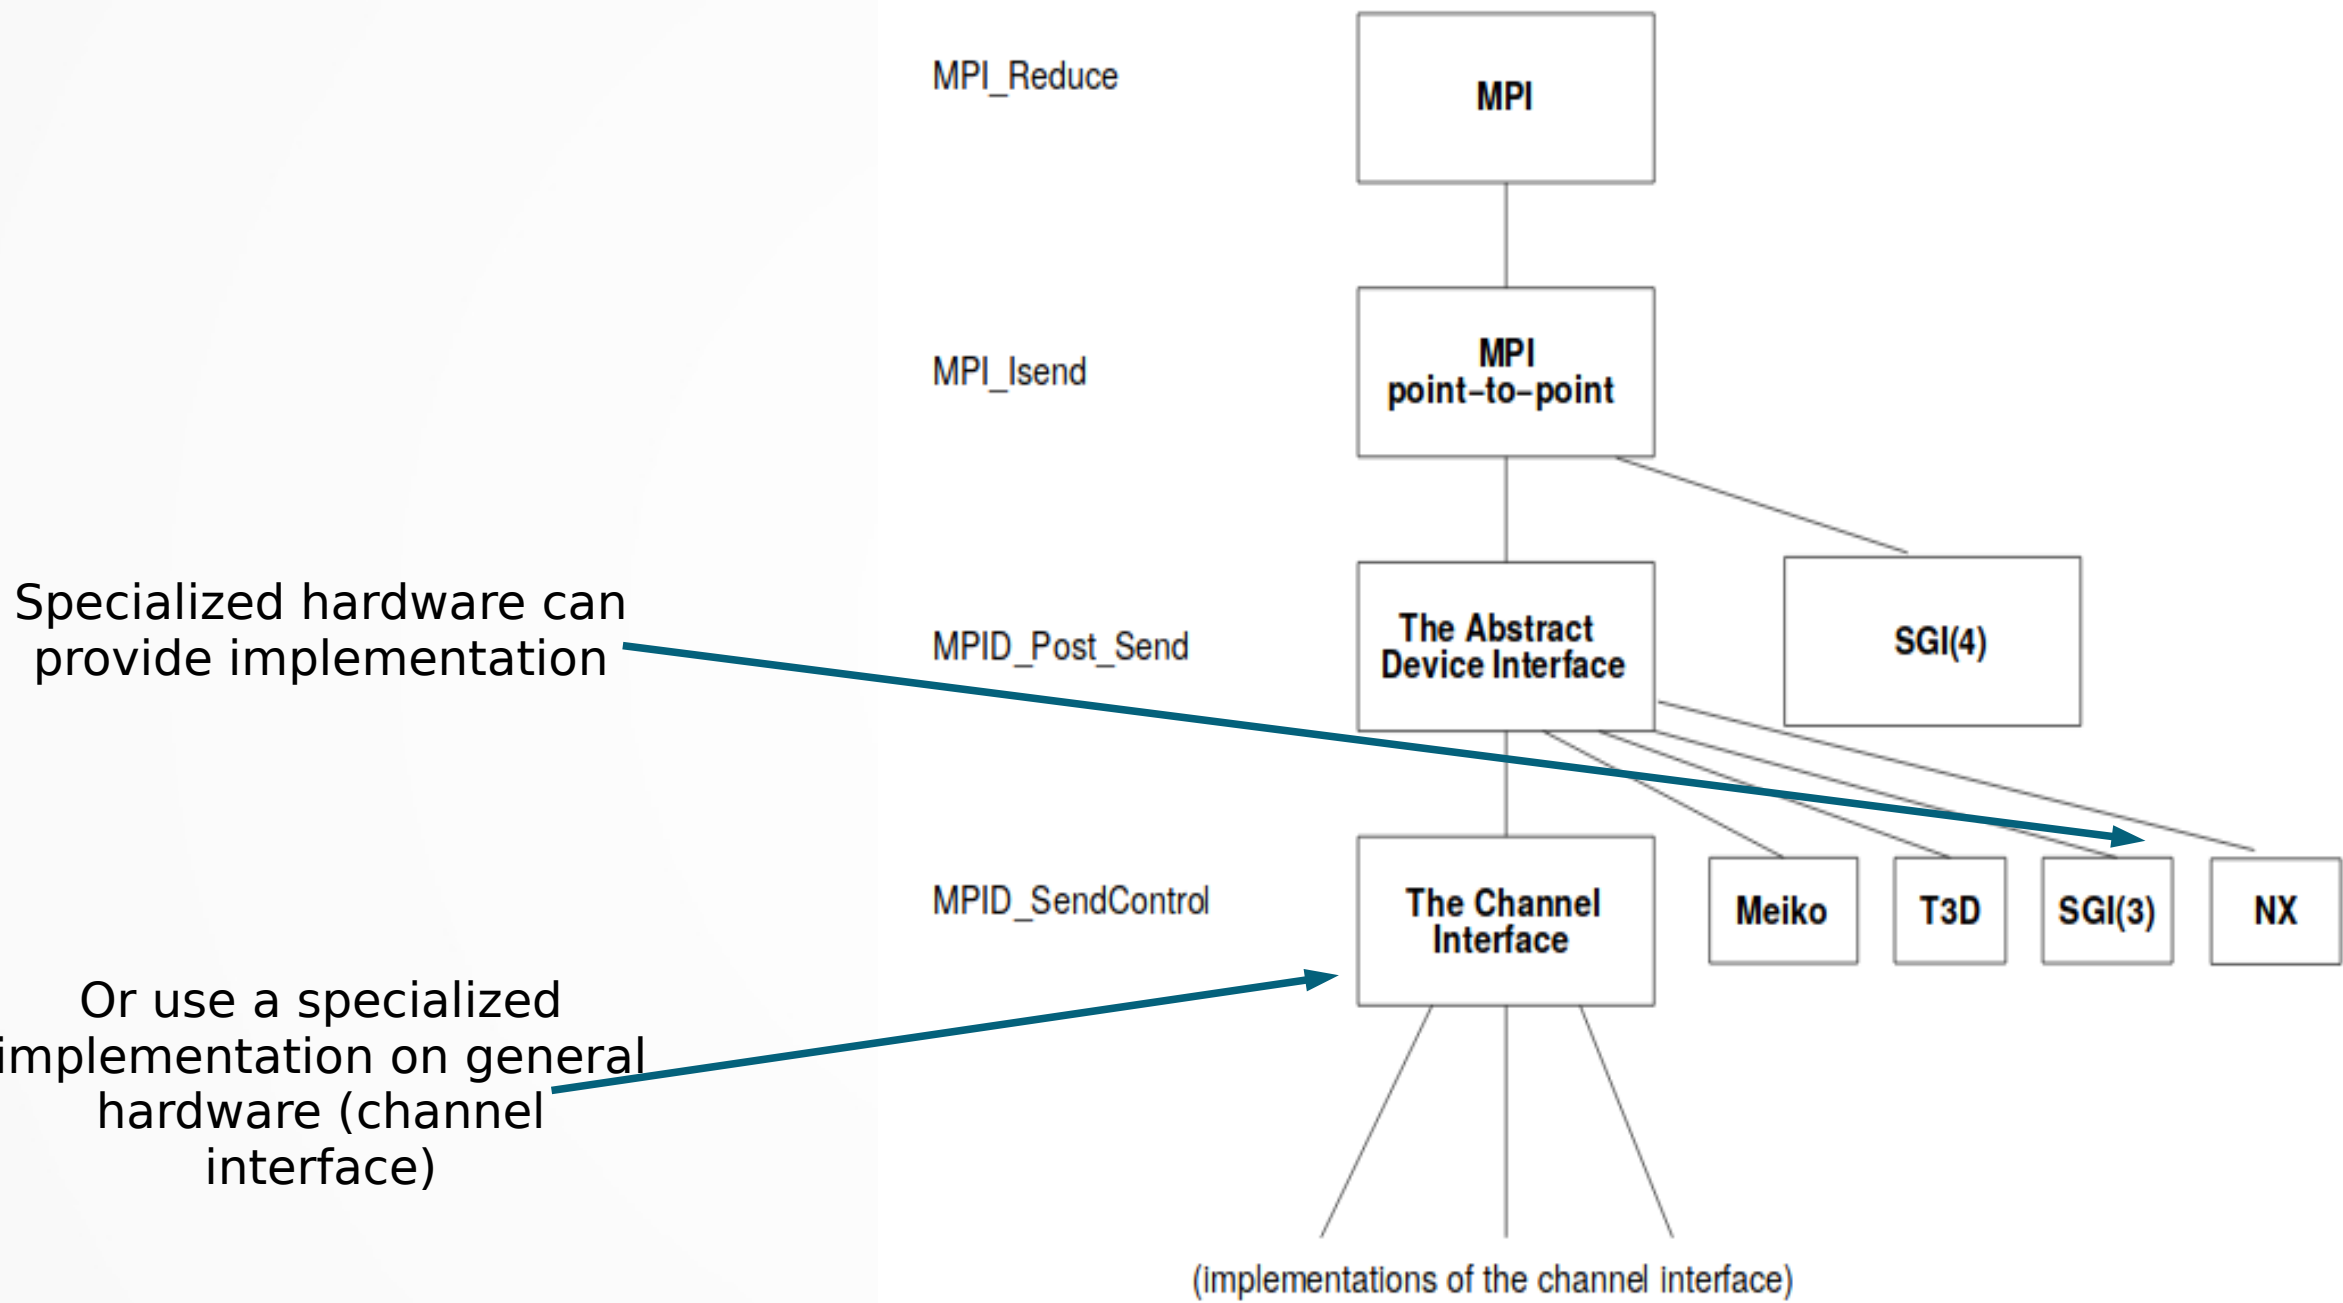 MPI_Reduce
MPI
MPI_Isend
MPI
point–to–point
Specialized hardware can
provide implementation
MPID_Post_Send
The Abstract
Device Interface
SGI(4)
MPID_SendControl
The Channel
Interface
Meiko
T3D
SGI(3)
NX
Or use a specialized
implementation on general
hardware (channel
interface)
(implementations of the channel interface)